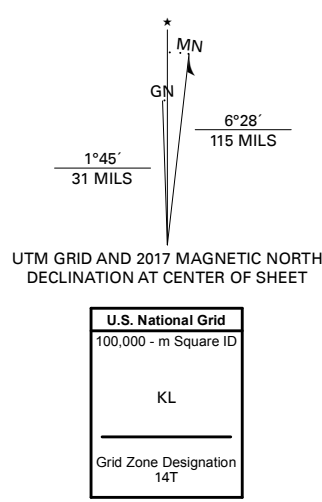 ★
MN
GN
6°28´
115 MILS
1°45´
31 MILS
UTM GRID AND 2017 MAGNETIC NORTH
DECLINATION AT CENTER OF SHEET
U.S. National Grid
100,000 - m Square ID
KL
Grid Zone Designation
14T